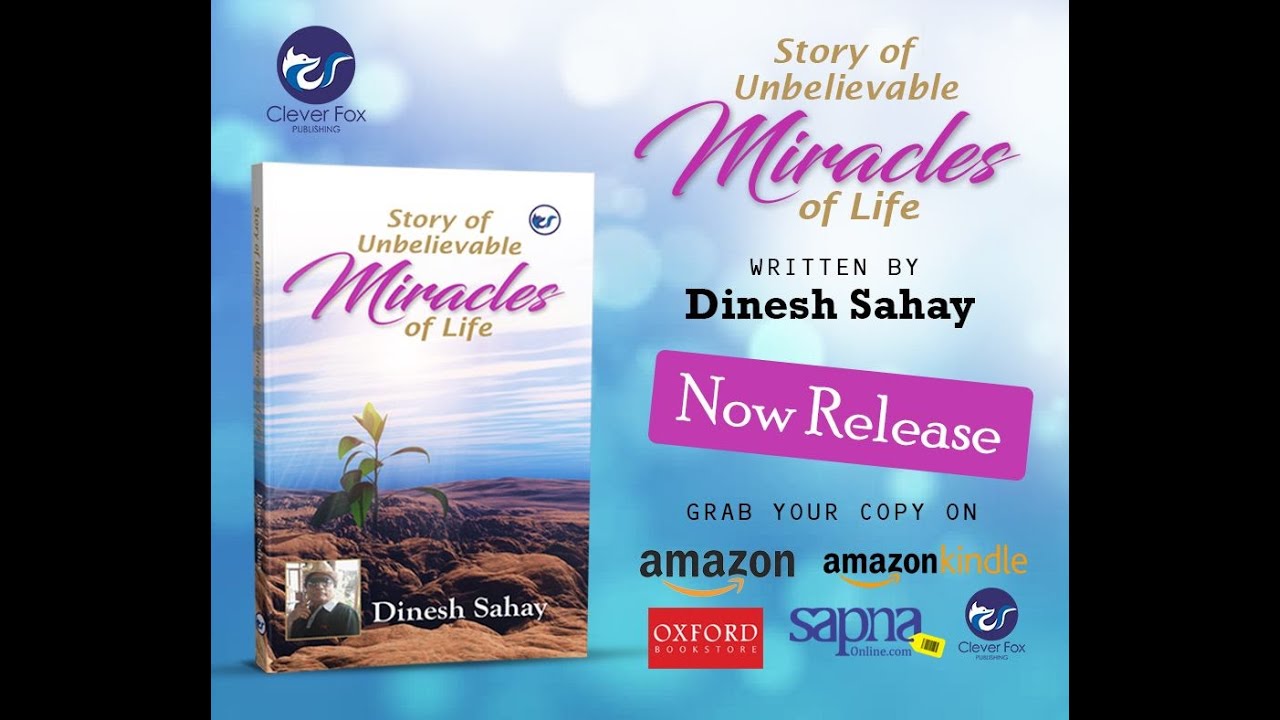 Clever Fox
PUBLISHING
Story of
Unbelievable
Miracles
of Life
Dinesh Sahay
Story of
Unbelievable
Miracles
of Life
WRITTEN BY
Dinesh Sahay
Now Release
GRAB YOUR COPY ON
amazon
amazonkindle
OXFORD
BOOKSTORE
sapna
Online.com
Clever Fox
PUBLISHING